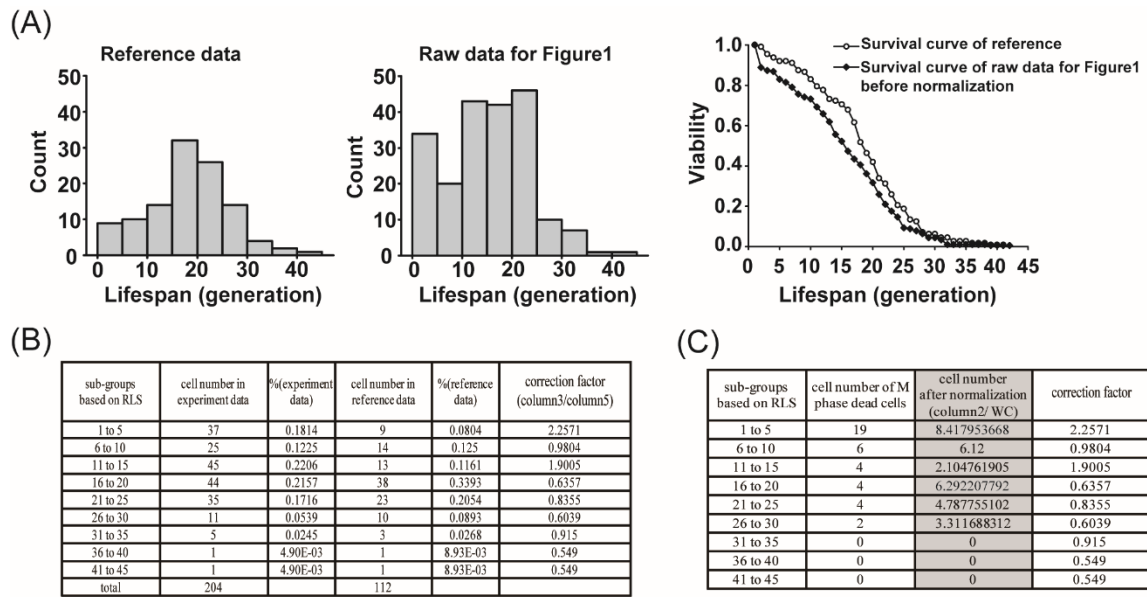 (A)
Reference data
50
40
30
20
10
0
Count
0 10 20 30 40
Lifespan (generation)
Raw data for Figure1
50
40
30
20
10
0
Count
0 10 20 30 40
Lifespan (generation)
Survival curve of reference
Survival curve of raw data for Figure1
before normalization
1.0
0.8
0.6
0.4
0.2
0.0
Viability
0 5 10 15 20 25 30 35 40 45
Lifespan (generation)
(B)
sub-groups based on RLS cell number in experiment data %(experiment data) cell number in reference data %(reference data) correction factor (column3/column5)
1 to 5 37 0.1814 9 0.0804 2.2571
6 to 10 25 0.1225 14 0.125 0.9804
11 to 15 45 0.2206 13 0.1161 1.9005
16 to 20 44 0.2157 38 0.3393 0.6357
21 to 25 35 0.1716 23 0.2054 0.8355
26 to 30 11 0.0539 10 0.0893 0.6039
31 to 35 5 0.0245 3 0.0268 0.915
36 to 40 1 4.90E-03 1 8.93E-03 0.549
41 to 45 1 4.90E-03 1 8.93E-03 0.549
total 204 112
(C)
sub-groups based on RLS cell number of M phase dead cells cell number after normalization (column2/ WC) correction factor
1 to 5 19 8.417953668 2.2571
6 to 10 6 6.12 0.9804
11 to 15 4 2.104761905 1.9005
16 to 20 4 6.292207792 0.6357
21 to 25 4 4.787755102 0.8355
26 to 30 2 3.311688312 0.6039
31 to 35 0 0 0.915
36 to 40 0 0 0.549
41 to 45 0 0 0.549